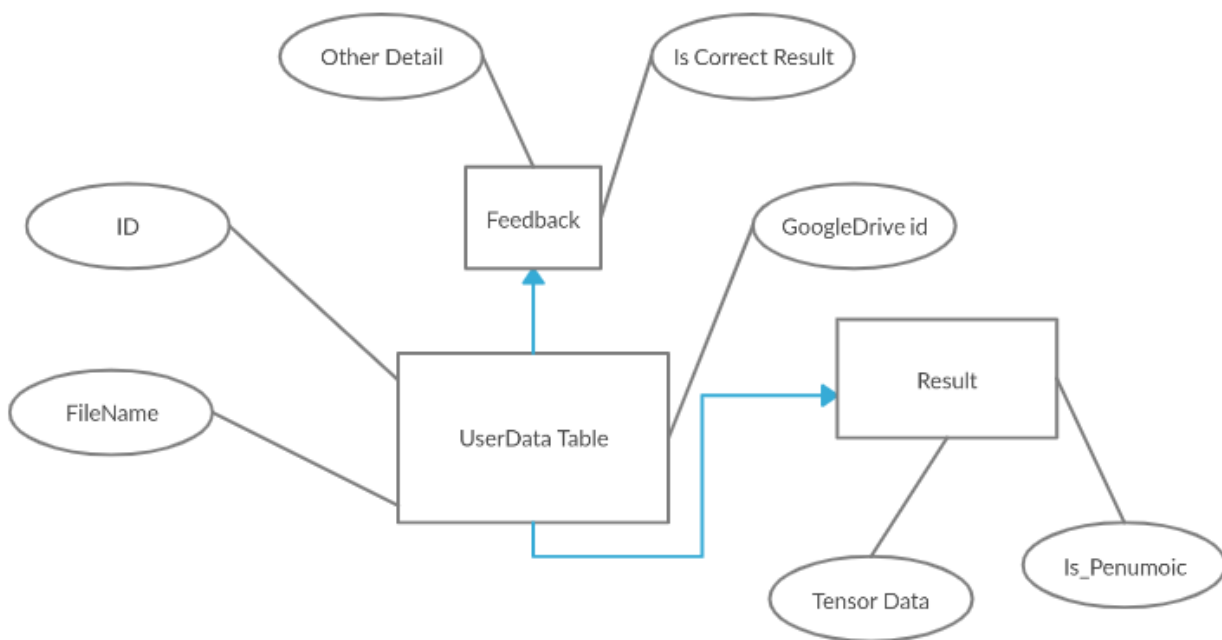 Other Detail
Is Correct Result
Feedback
ID
GoogleDrive id
Result
FileName
UserData Table
Is_Penumoic
Tensor Data